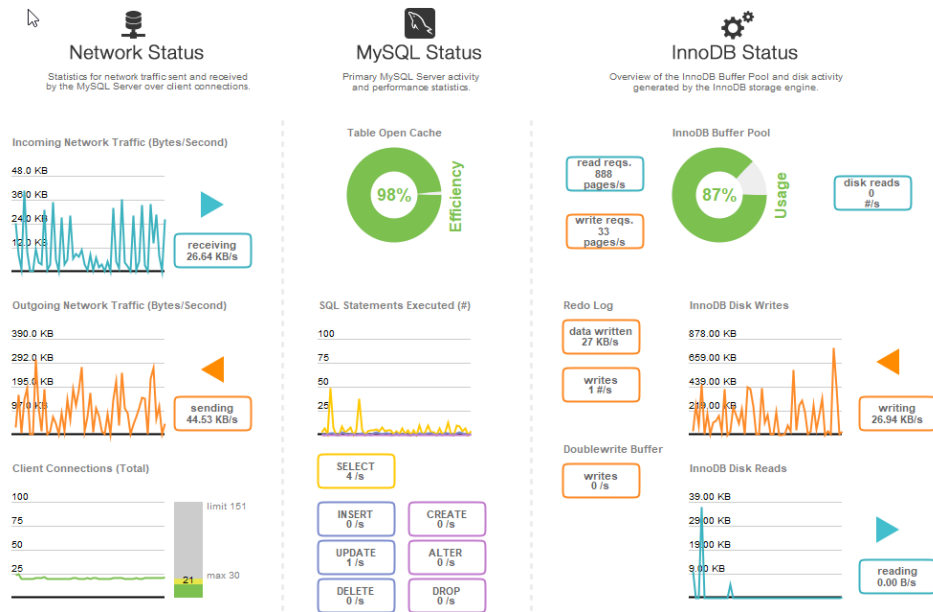 Network Status
Statistics for network traffic sent and received
by the MySQL Server over client connections.
Incoming Network Traffic (Bytes/Second)
48.0 KB
36.0 KB
24.0 KB
12.0 KB
receiving
26.64 KB/s
Outgoing Network Traffic (Bytes/Second)
390.0 KB
292.0 KB
195.0 KB
97.0 KB
sending
44.53 KB/s
Client Connections (Total)
100
75
50
25
limit 151
max 30
21
MySQL Status
Primary MySQL Server activity
and performance statistics.
Table Open Cache
98%
Efficiency
SQL Statements Executed (#)
100
75
50
25
SELECT
4 /s
INSERT
0 /s
CREATE
0 /s
UPDATE
1 /s
ALTER
0 /s
DELETE
0 /s
DROP
0 /s
InnoDB Status
Overview of the InnoDB Buffer Pool and disk activity
generated by the InnoDB storage engine.
InnoDB Buffer Pool
read reqs.
888
pages/s
write reqs.
33
pages/s
87%
Usage
disk reads
0
#/s
Redo Log
data written
27 KB/s
writes
1 #/s
Doublewrite Buffer
writes
0 /s
InnoDB Disk Writes
878.00 KB
659.00 KB
439.00 KB
219.00 KB
writing
26.94 KB/s
InnoDB Disk Reads
39.00 KB
29.00 KB
19.00 KB
9.00 KB
reading
0.00 B/s